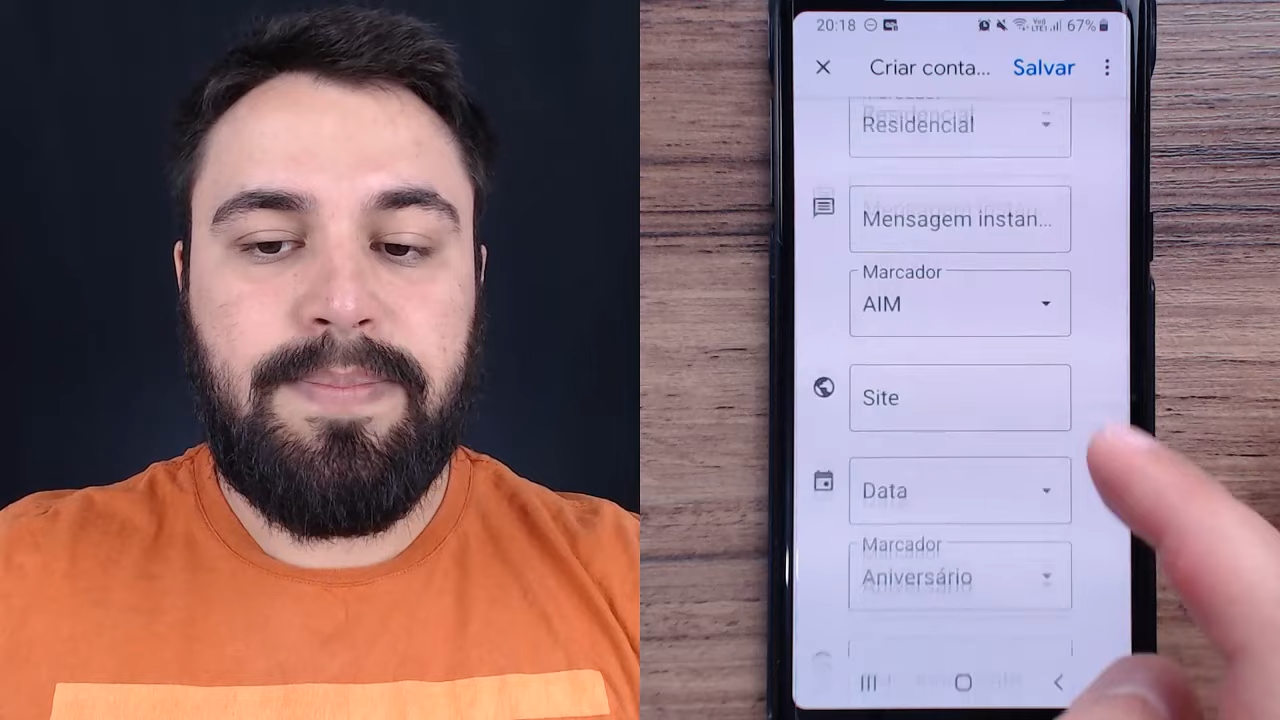 20:18 67%
Criar conta... Salvar
Residencial
Mensagem instan...
Marcador
AIM
Site
Data
Marcador
Aniversário